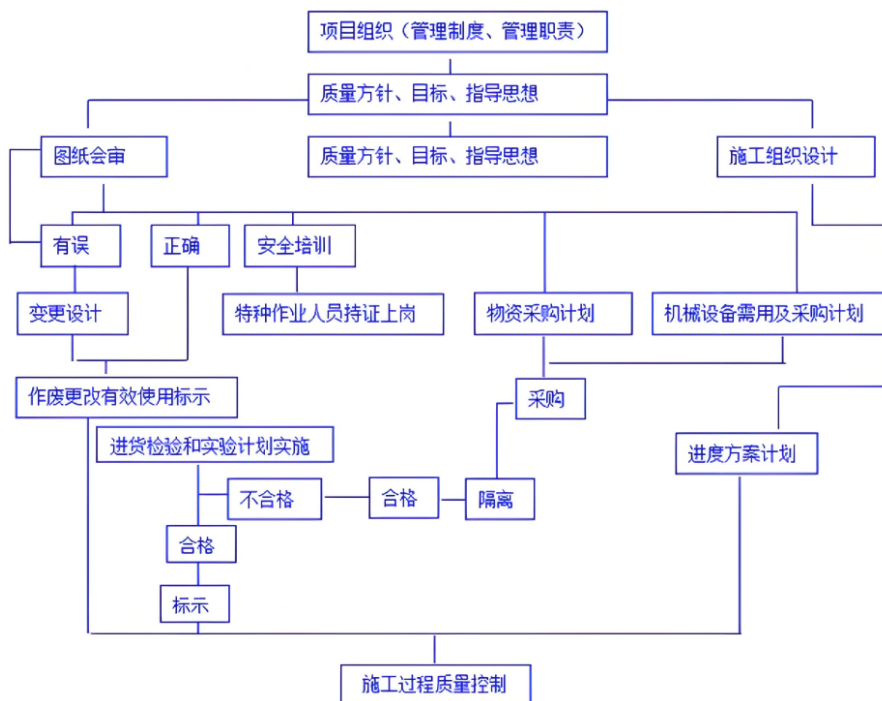 项目组织（管理制度、管理职责）
质量方针、目标、指导思想
图纸会审
质量方针、目标、指导思想
施工组织设计
有误
正确
安全培训
变更设计
特种作业人员持证上岗
物资采购计划
机械设备需用及采购计划
作废更改有效使用标示
采购
进货检验和实验计划实施
进度方案计划
不合格
合格
隔离
合格
标示
施工过程质量控制